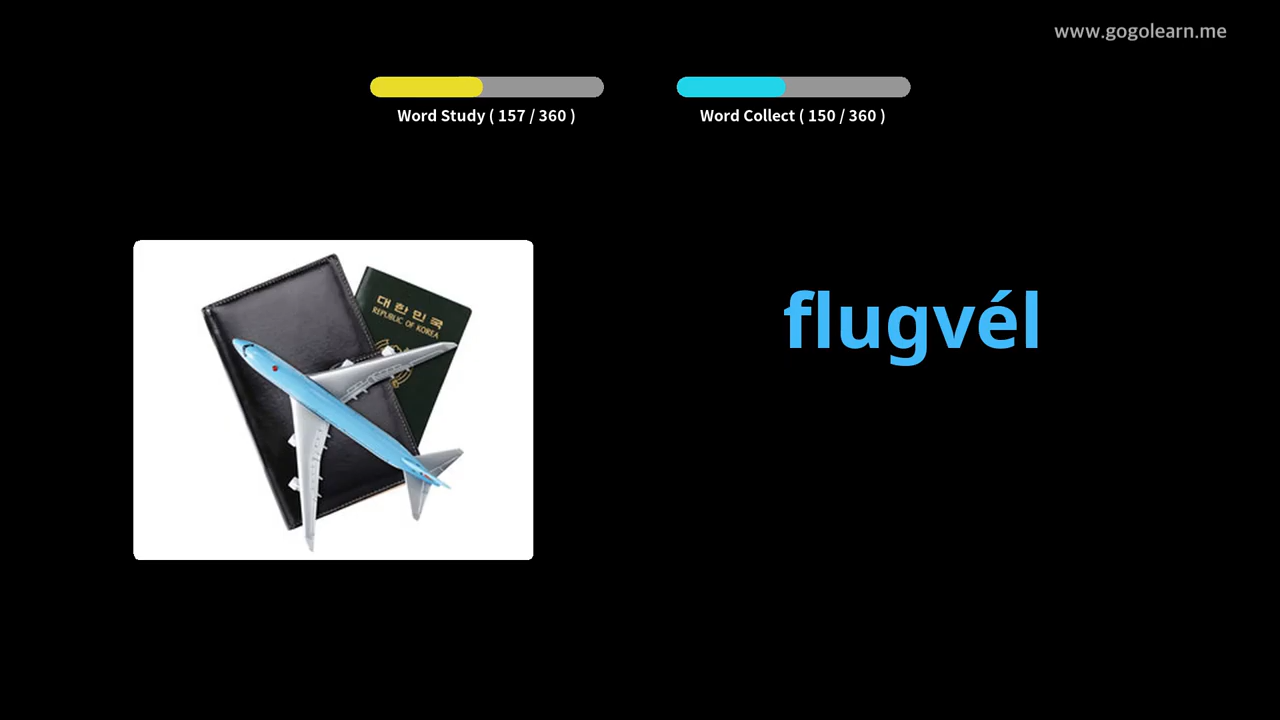 www.gogolearn.me
Word Study ( 157 / 360 )
Word Collect ( 150 / 360 )
대한민국
REPUBLIC OF KOREA
flugvél